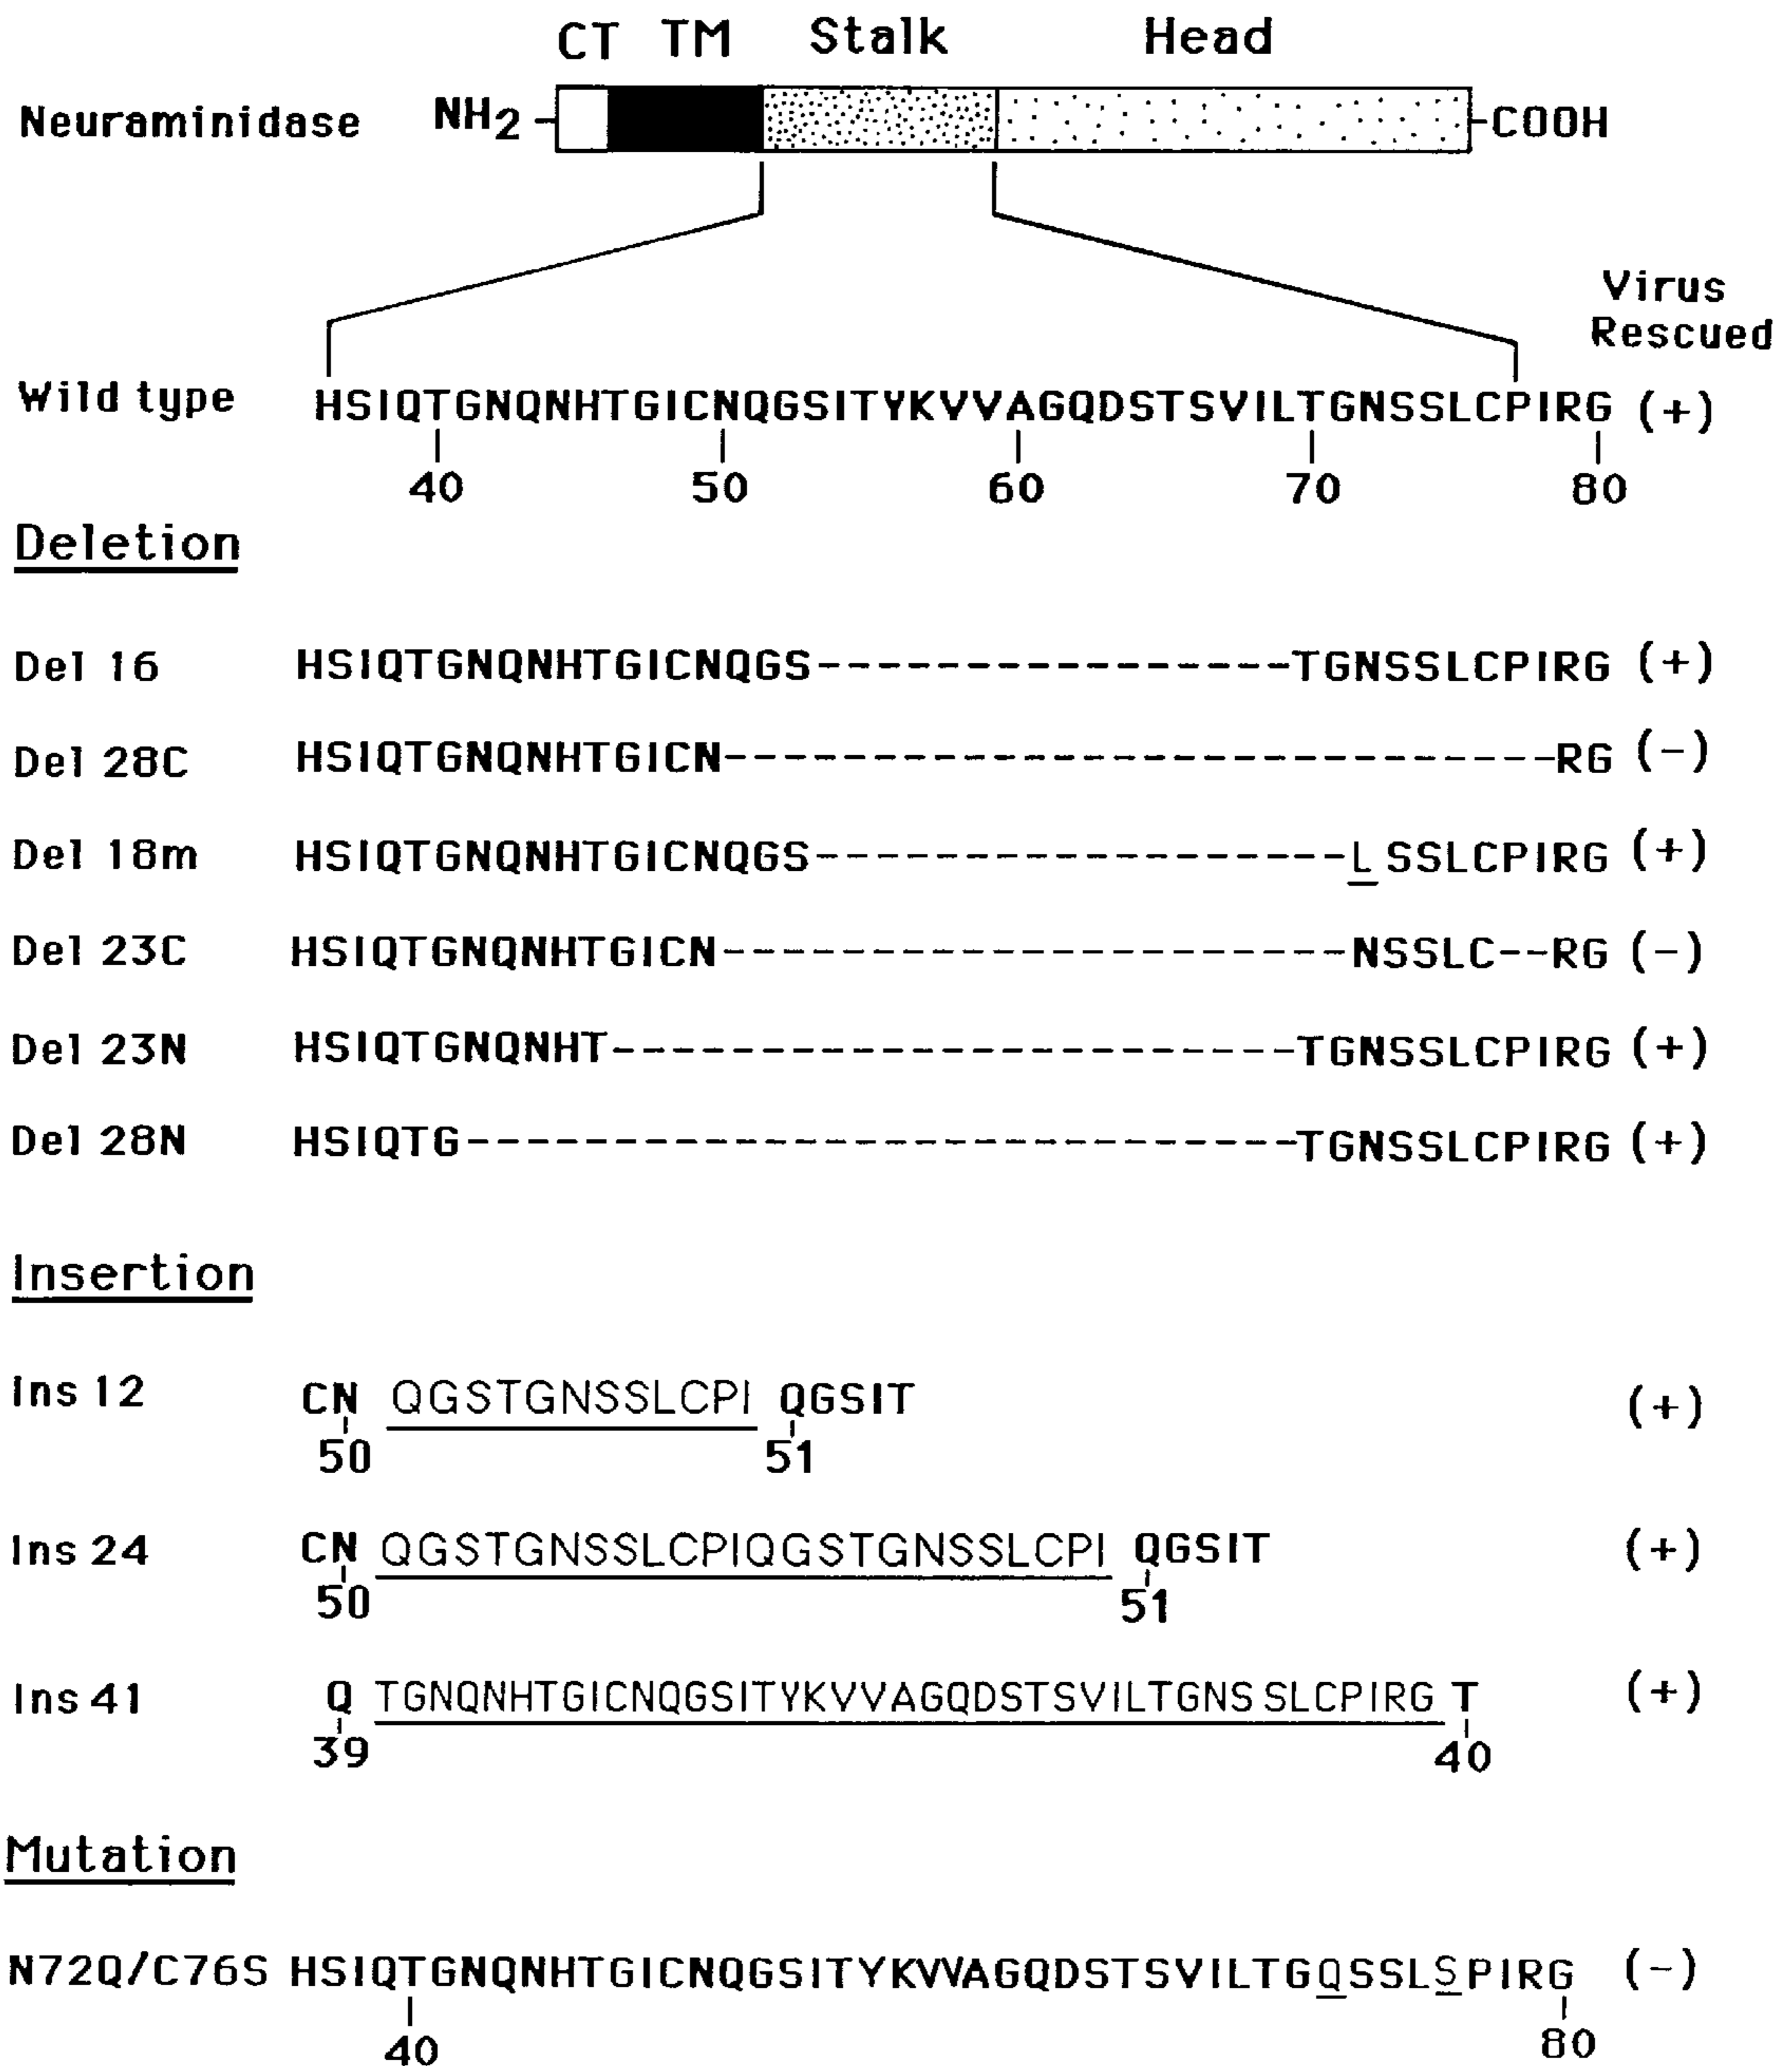 CT TM Stalk Head
Neuraminidase NH2 COOH
Virus
Rescued
Wild type HSIQTGNQNHTGICNQGSITYKVVAGQDSTSVILTGNSSLCPIRG (+)
40 50 60 70 80
Deletion
Del 16 HSIQTGNQNHTGICNQGS----------------TGNSSLCPIRG (+)
Del 28C HSIQTGNQNHTGICN----------------------------RG (-)
Del 18m HSIQTGNQNHTGICNQGS------------------L SSLCPIRG (+)
Del 23C HSIQTGNQNHTGICN---------------------NSSLC--RG (-)
Del 23N HSIQTGNQNHT-----------------------TGNSSLCPIRG (+)
Del 28N HSIQTG----------------------------TGNSSLCPIRG (+)
Insertion
Ins 12 CN QGSTGNSSLCPI QGSIT (+)
50 51
Ins 24 CN QGSTGNSSLCPIQGSTGNSSLCPI QGSIT (+)
50 51
Ins 41 Q TGNQNHTGICNQGSITYKVVAGQDSTSVILTGNSSLCPIRG T (+)
39 40
Mutation
N72Q/C76S HSIQTGNQNHTGICNQGSITYKVVAGQDSTSVILTGQSSLSPIRG (-)
40 80